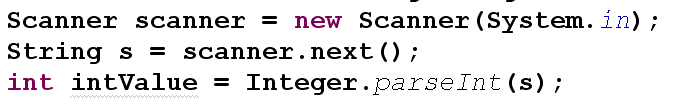 Scanner scanner = new Scanner(System.in);
String s = scanner.next();
int intValue = Integer.parseInt(s);